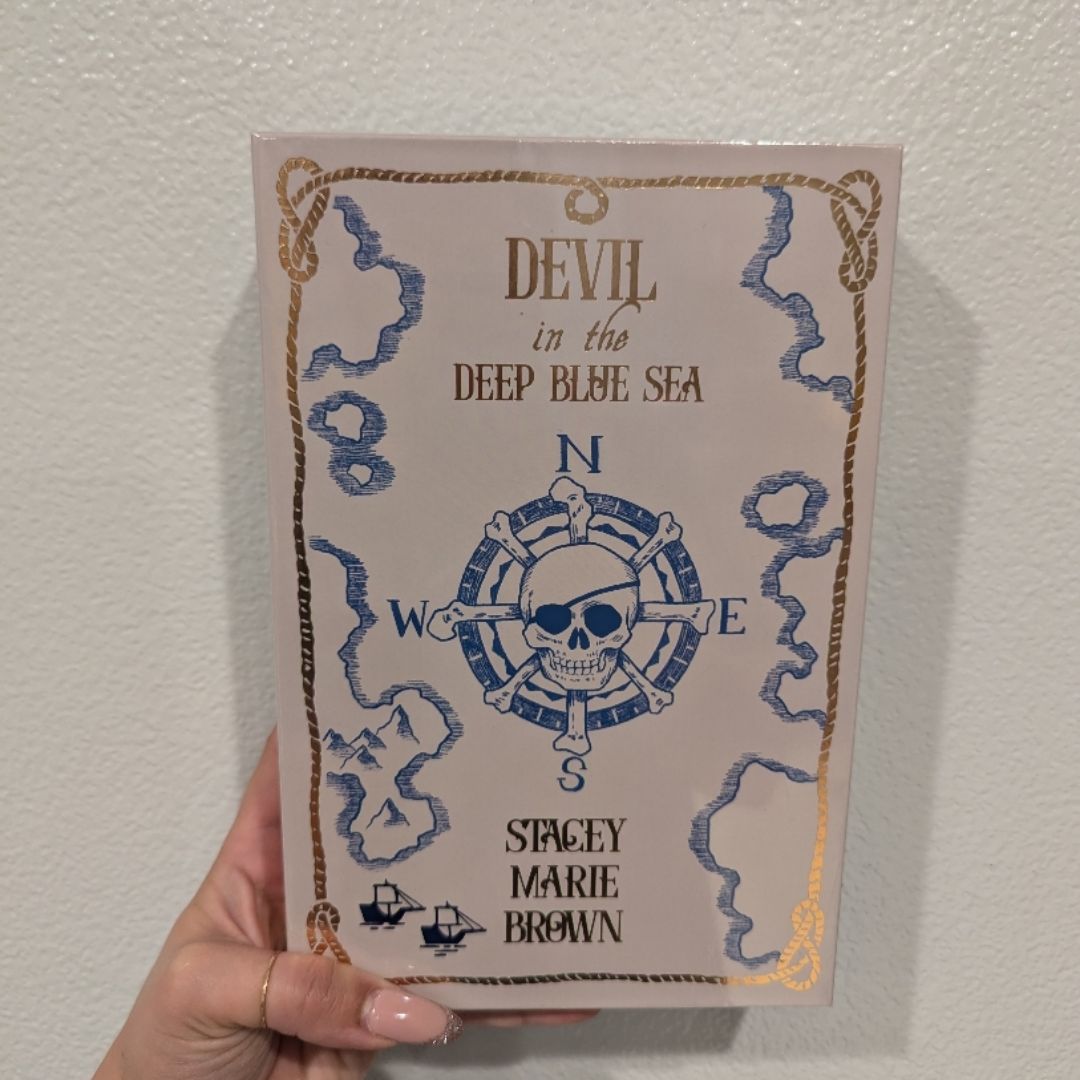 DEVIL
in the
DEEP BLUE SEA
N
W E
S
STACEY
MARIE
BROWN